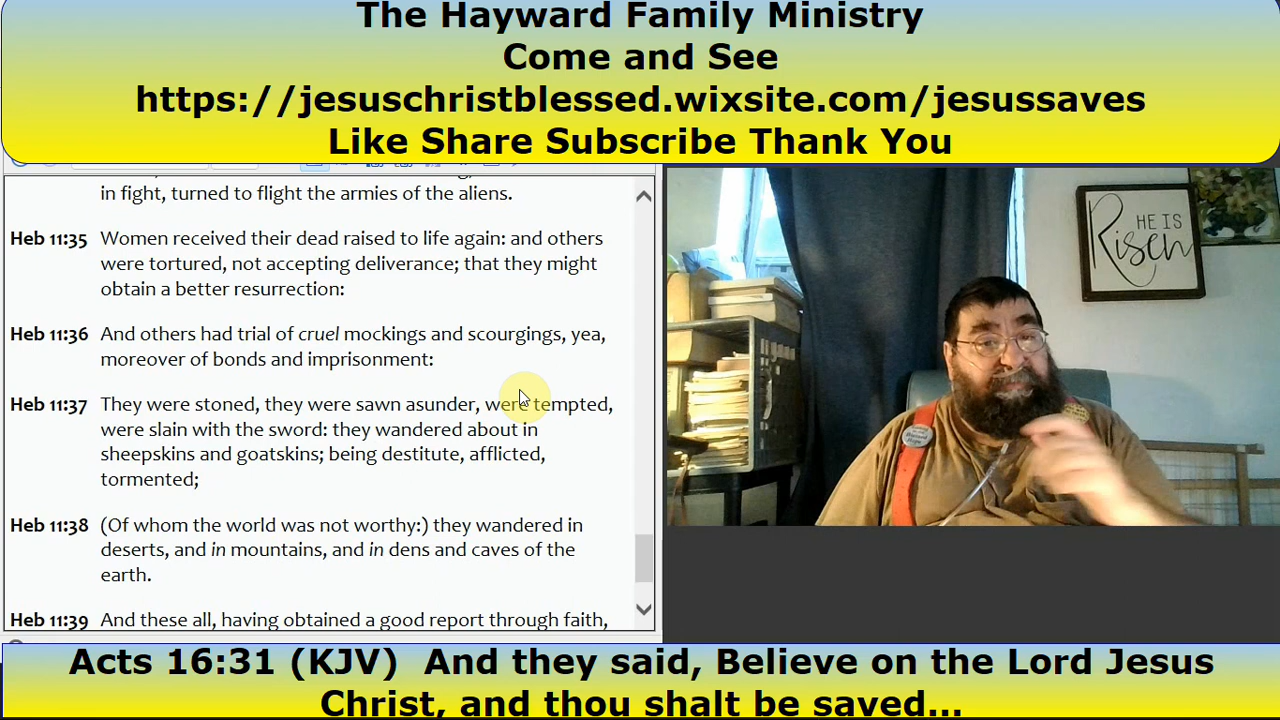 The Hayward Family Ministry
Come and See
https://jesuschristblessed.wixsite.com/jesussaves
Like Share Subscribe Thank You
in fight, turned to flight the armies of the aliens.
Heb 11:35 Women received their dead raised to life again: and others
were tortured, not accepting deliverance; that they might
obtain a better resurrection:
Heb 11:36 And others had trial of cruel mockings and scourgings, yea,
moreover of bonds and imprisonment:
Heb 11:37 They were stoned, they were sawn asunder, were tempted,
were slain with the sword: they wandered about in
sheepskins and goatskins; being destitute, afflicted,
tormented;
Heb 11:38 (Of whom the world was not worthy:) they wandered in
deserts, and in mountains, and in dens and caves of the
earth.
Heb 11:39 And these all, having obtained a good report through faith,
HE IS
Risen
Acts 16:31 (KJV) And they said, Believe on the Lord Jesus
Christ, and thou shalt be saved...